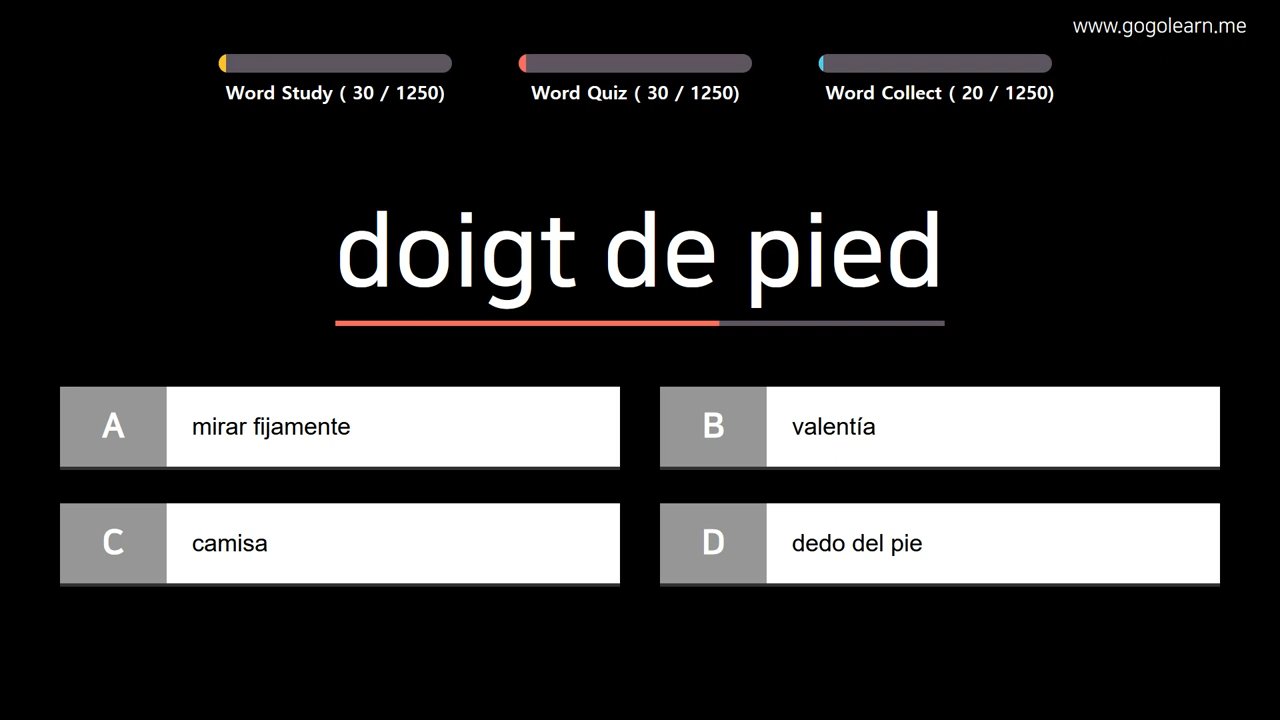 www.gogolearn.me
Word Study ( 30 / 1250)
Word Quiz ( 30 / 1250)
Word Collect ( 20 / 1250)
doigt de pied
A mirar fijamente
B valentía
C camisa
D dedo del pie